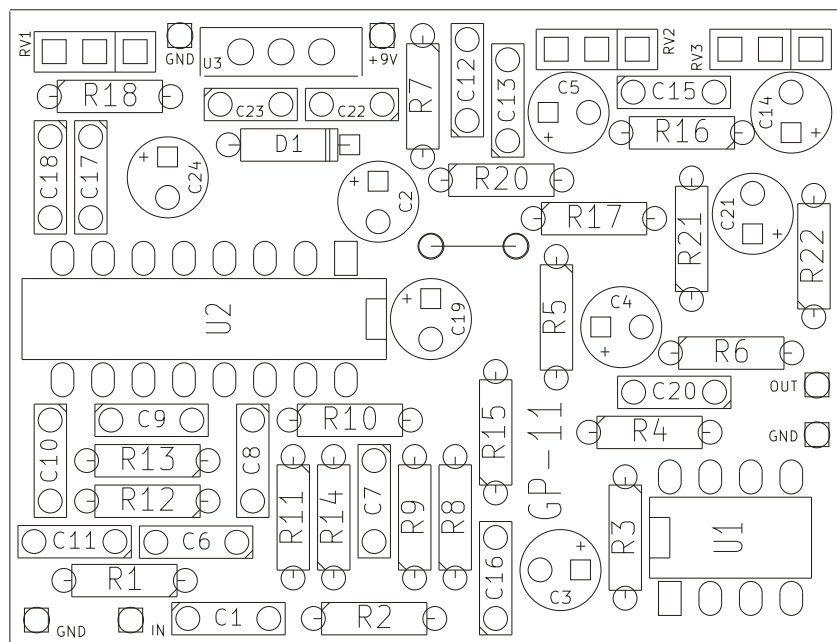 RV1
GND
U3
+9V
RV2
RV3
R18
C23
C22
R7
C12
C13
C5
C15
C14
R16
C18
C17
C24
D1
C2
R20
R17
R21
C21
R22
U2
C19
R5
C4
R6
OUT
C20
GND
C10
C9
C8
R10
R15
R4
R13
R12
R11
R14
C7
R9
R8
GP-11
R3
U1
C11
C6
R1
C16
C3
GND
IN
C1
R2